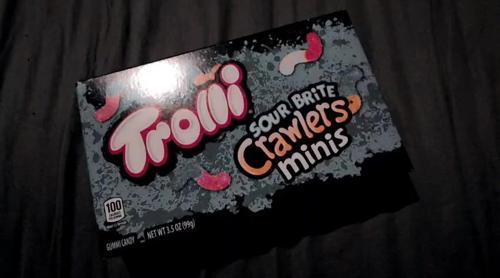 Trolli
SOUR BRITE
Crawlers
minis
100
GUMMI CANDY NET WT 3.5 OZ (99g)